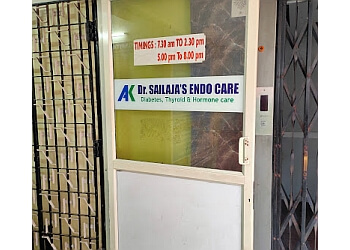 TIMINGS : 7.30 am TO 2.30 pm
5.00 pm To 8.00 pm
AK Dr. SAILAJA'S ENDO CARE
Diabetes, Thyroid & Hormone care